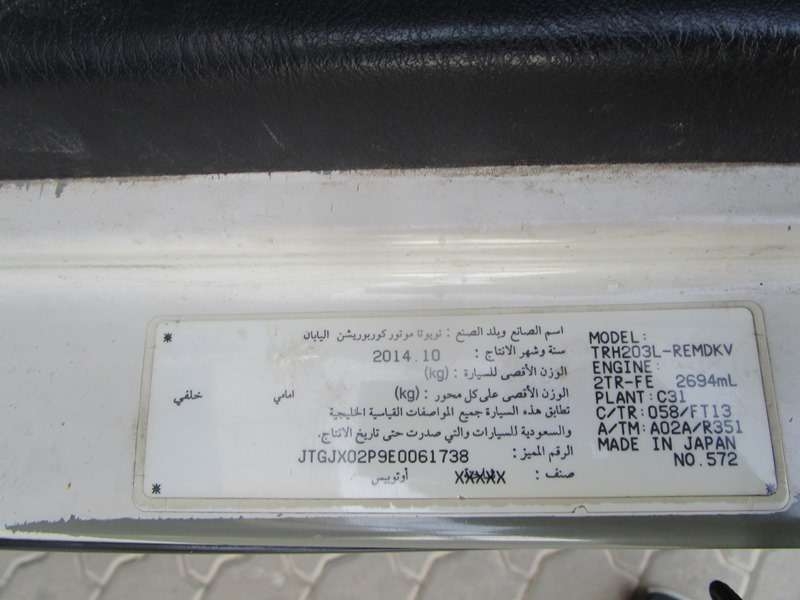 اسم الصانع وبلد الصنع : تويوتا موتور كوربوريشن اليابان
سنة وشهر الانتاج : 2014.10
الوزن الأقصى للسيارة : (kg)
الوزن الأقصى على كل محور : (kg) امامي خلفي
تطابق هذه السيارة جميع المواصفات القياسية الخليجية
والسعودية للسيارات والتي صدرت حتى تاريخ الانتاج.
الرقم المميز : JTGJX02P9E0061738
صنف : XXXXX أوتوبيس
MODEL:
TRH203L-REMDKV
ENGINE:
2TR-FE 2694mL
PLANT:C31
C/TR:058/FT13
A/TM:A02A/R351
MADE IN JAPAN
NO.572